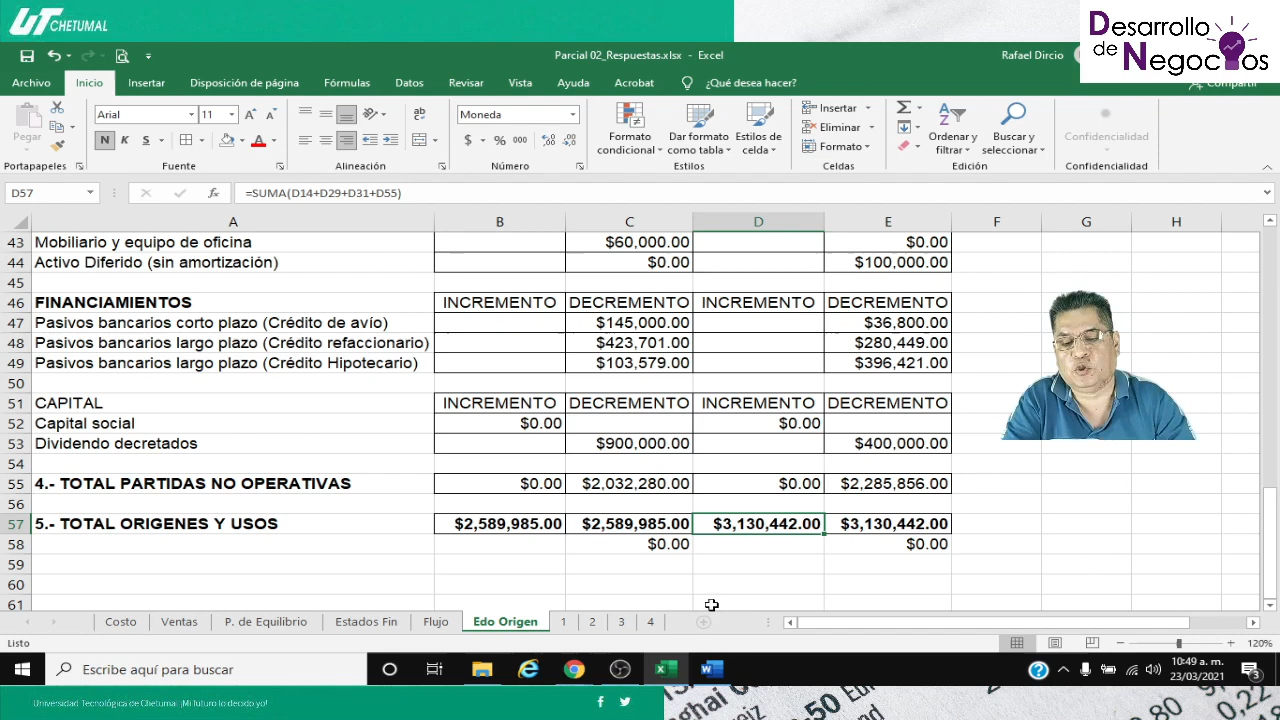 UT CHETUMAL
Desarrollo
de Negocios
Parcial 02_Respuestas.xlsx - Excel
Rafael Dircio
Archivo Inicio Insertar Disposición de página Fórmulas Datos Revisar Vista Ayuda Acrobat ¿Qué desea hacer? Compartir
Pegar
Arial 11
Moneda
N K S
$ % 000
Formato condicional
Dar formato como tabla
Estilos de celda
Insertar
Eliminar
Formato
Ordenar y filtrar
Buscar y seleccionar
Confidencialidad
Portapapeles Fuente Alineación Número Estilos Celdas Edición Confidencialidad
D57 fx =SUMA(D14+D29+D31+D55)
A B C D E F G H
43 Mobiliario y equipo de oficina $60,000.00 $0.00
44 Activo Diferido (sin amortización) $0.00 $100,000.00
45
46 FINANCIAMIENTOS INCREMENTO DECREMENTO INCREMENTO DECREMENTO
47 Pasivos bancarios corto plazo (Crédito de avío) $145,000.00 $36,800.00
48 Pasivos bancarios largo plazo (Crédito refaccionario) $423,701.00 $280,449.00
49 Pasivos bancarios largo plazo (Crédito Hipotecario) $103,579.00 $396,421.00
50
51 CAPITAL INCREMENTO DECREMENTO INCREMENTO DECREMENTO
52 Capital social $0.00 $0.00
53 Dividendo decretados $900,000.00 $400,000.00
54
55 4.- TOTAL PARTIDAS NO OPERATIVAS $0.00 $2,032,280.00 $0.00 $2,285,856.00
56
57 5.- TOTAL ORIGENES Y USOS $2,589,985.00 $2,589,985.00 $3,130,442.00 $3,130,442.00
58 $0.00 $0.00
59
60
61
Costo Ventas P. de Equilibrio Estados Fin Flujo Edo Origen 1 2 3 4
Listo 120%
Escribe aquí para buscar
10:49 a. m.
23/03/2021
3
Universidad Tecnológica de Chetumal ¡Mi futuro lo decido yo!